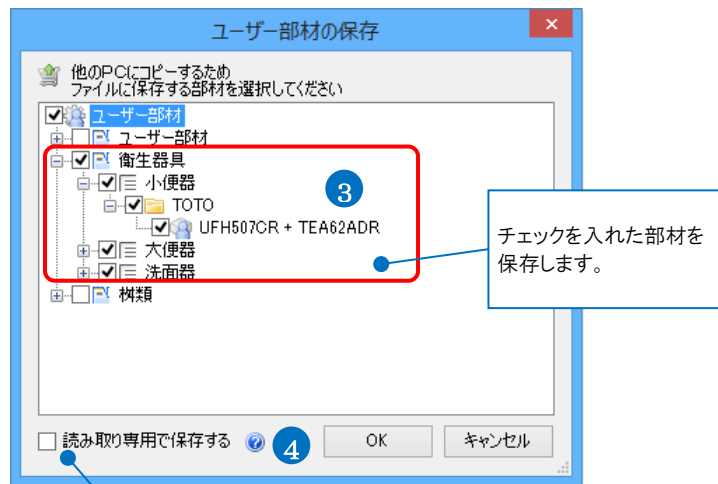 ユーザー部材の保存
他のPCにコピーするため
ファイルに保存する部材を選択してください
ユーザー部材
ユーザー部材
衛生器具
小便器
TOTO
UFH507CR + TEA62ADR
大便器
洗面器
桝類
3
チェックを入れた部材を
保存します。
読み取り専用で保存する
4
OK
キャンセル